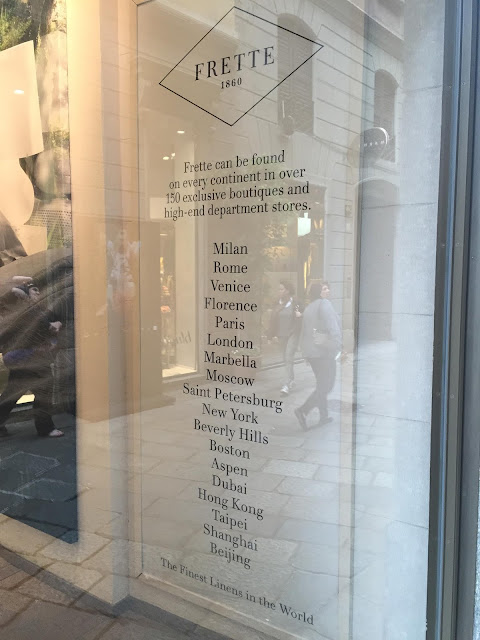 FRETTE
1860
Frette can be found
on every continent in over
150 exclusive boutiques and
high-end department stores.
Milan
Rome
Venice
Florence
Paris
London
Marbella
Moscow
Saint Petersburg
New York
Beverly Hills
Boston
Aspen
Dubai
Hong Kong
Taipei
Shanghai
Beijing
The Finest Linens in the World